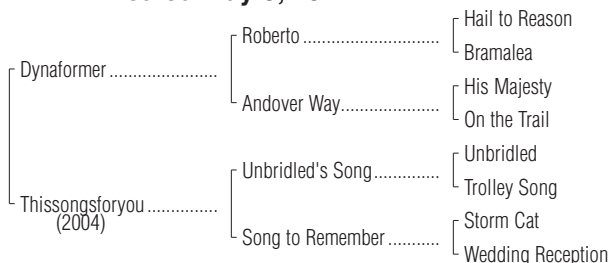 Hail to Reason
Roberto ..................................
Bramalea
Dynaformer ...........................
His Majesty
Andover Way........................
On the Trail
Unbridled
Unbridled's Song................
Trolley Song
Thissongsforyou .................
(2004)
Storm Cat
Song to Remember .............
Wedding Reception